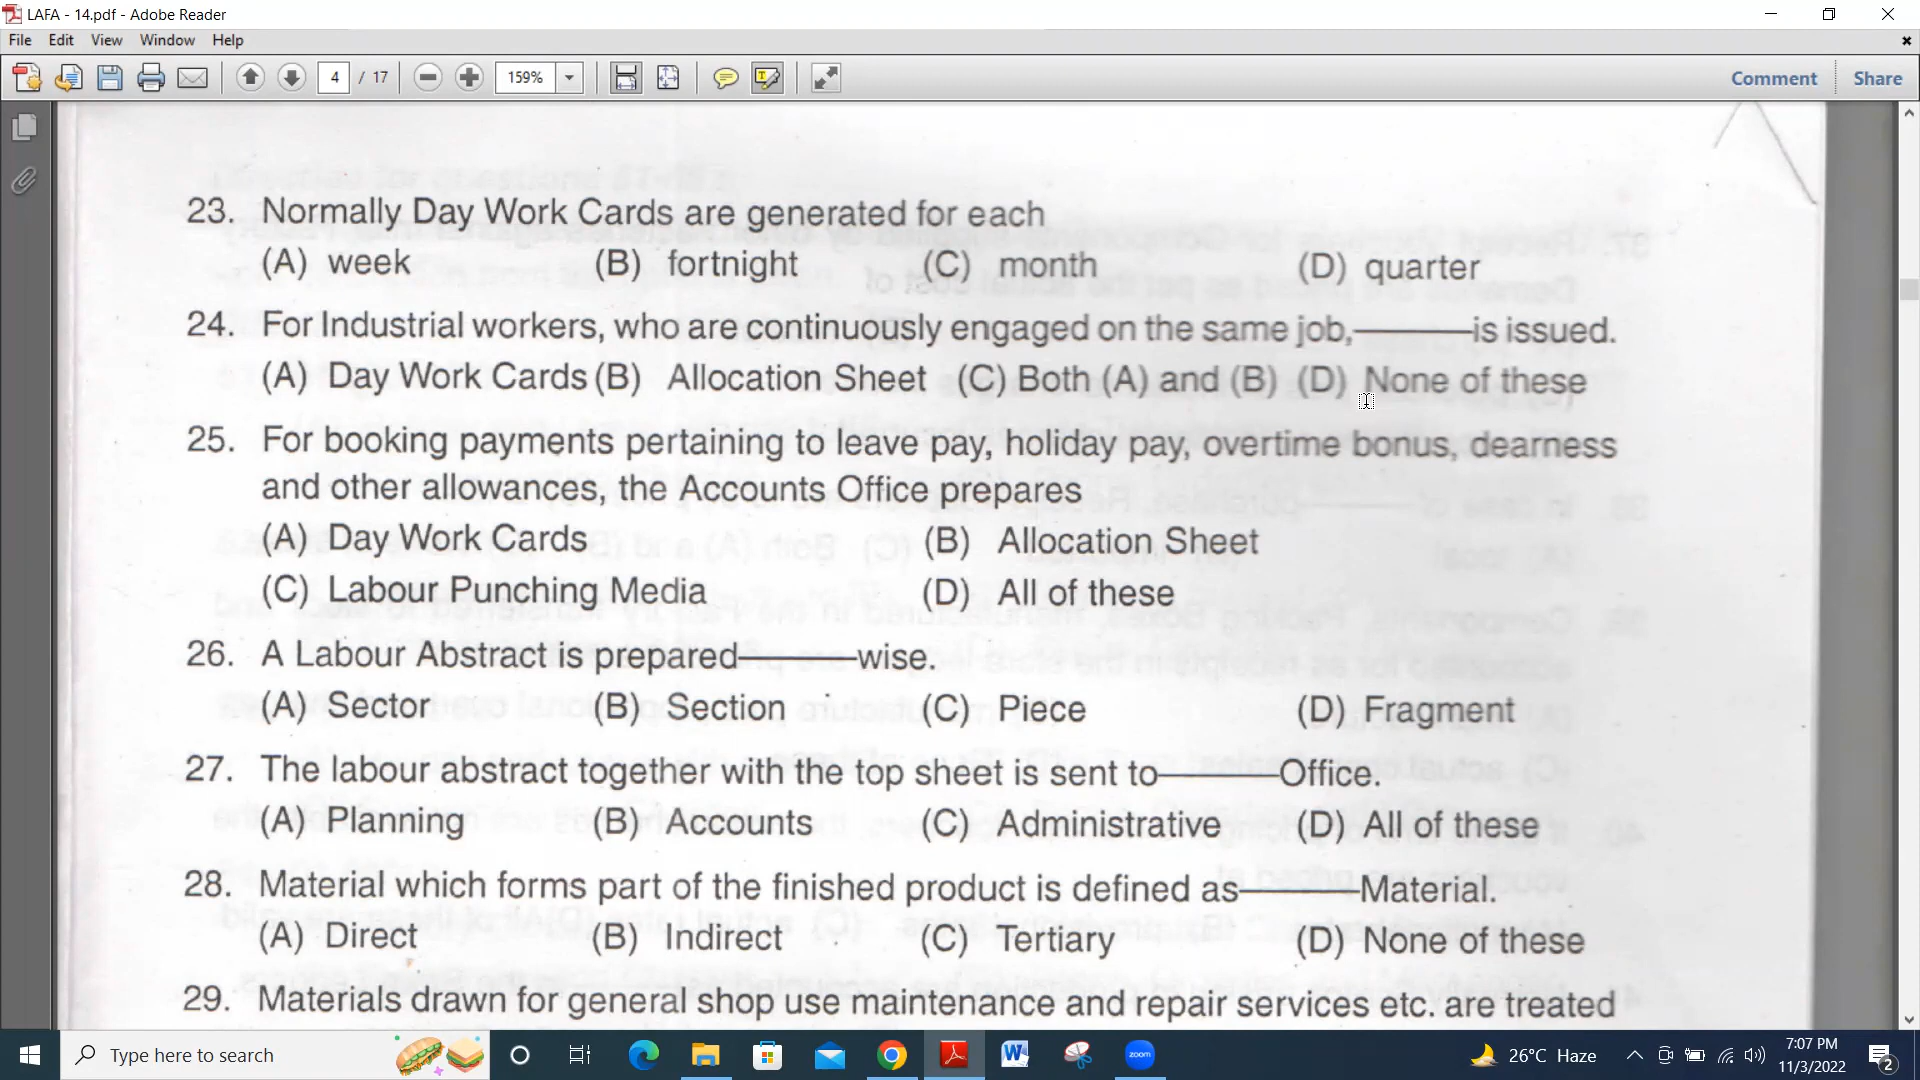 LAFA - 14.pdf - Adobe Reader
File Edit View Window Help
4 / 17 159% Comment Share
23. Normally Day Work Cards are generated for each
(A) week (B) fortnight (C) month (D) quarter
24. For Industrial workers, who are continuously engaged on the same job,———is issued.
(A) Day Work Cards (B) Allocation Sheet (C) Both (A) and (B) (D) None of these
25. For booking payments pertaining to leave pay, holiday pay, overtime bonus, dearness
and other allowances, the Accounts Office prepares
(A) Day Work Cards (B) Allocation Sheet
(C) Labour Punching Media (D) All of these
26. A Labour Abstract is prepared———wise.
(A) Sector (B) Section (C) Piece (D) Fragment
27. The labour abstract together with the top sheet is sent to———Office.
(A) Planning (B) Accounts (C) Administrative (D) All of these
28. Material which forms part of the finished product is defined as———Material.
(A) Direct (B) Indirect (C) Tertiary (D) None of these
29. Materials drawn for general shop use maintenance and repair services etc. are treated
Type here to search zoom 26°C Haze 7:07 PM
11/3/2022 2